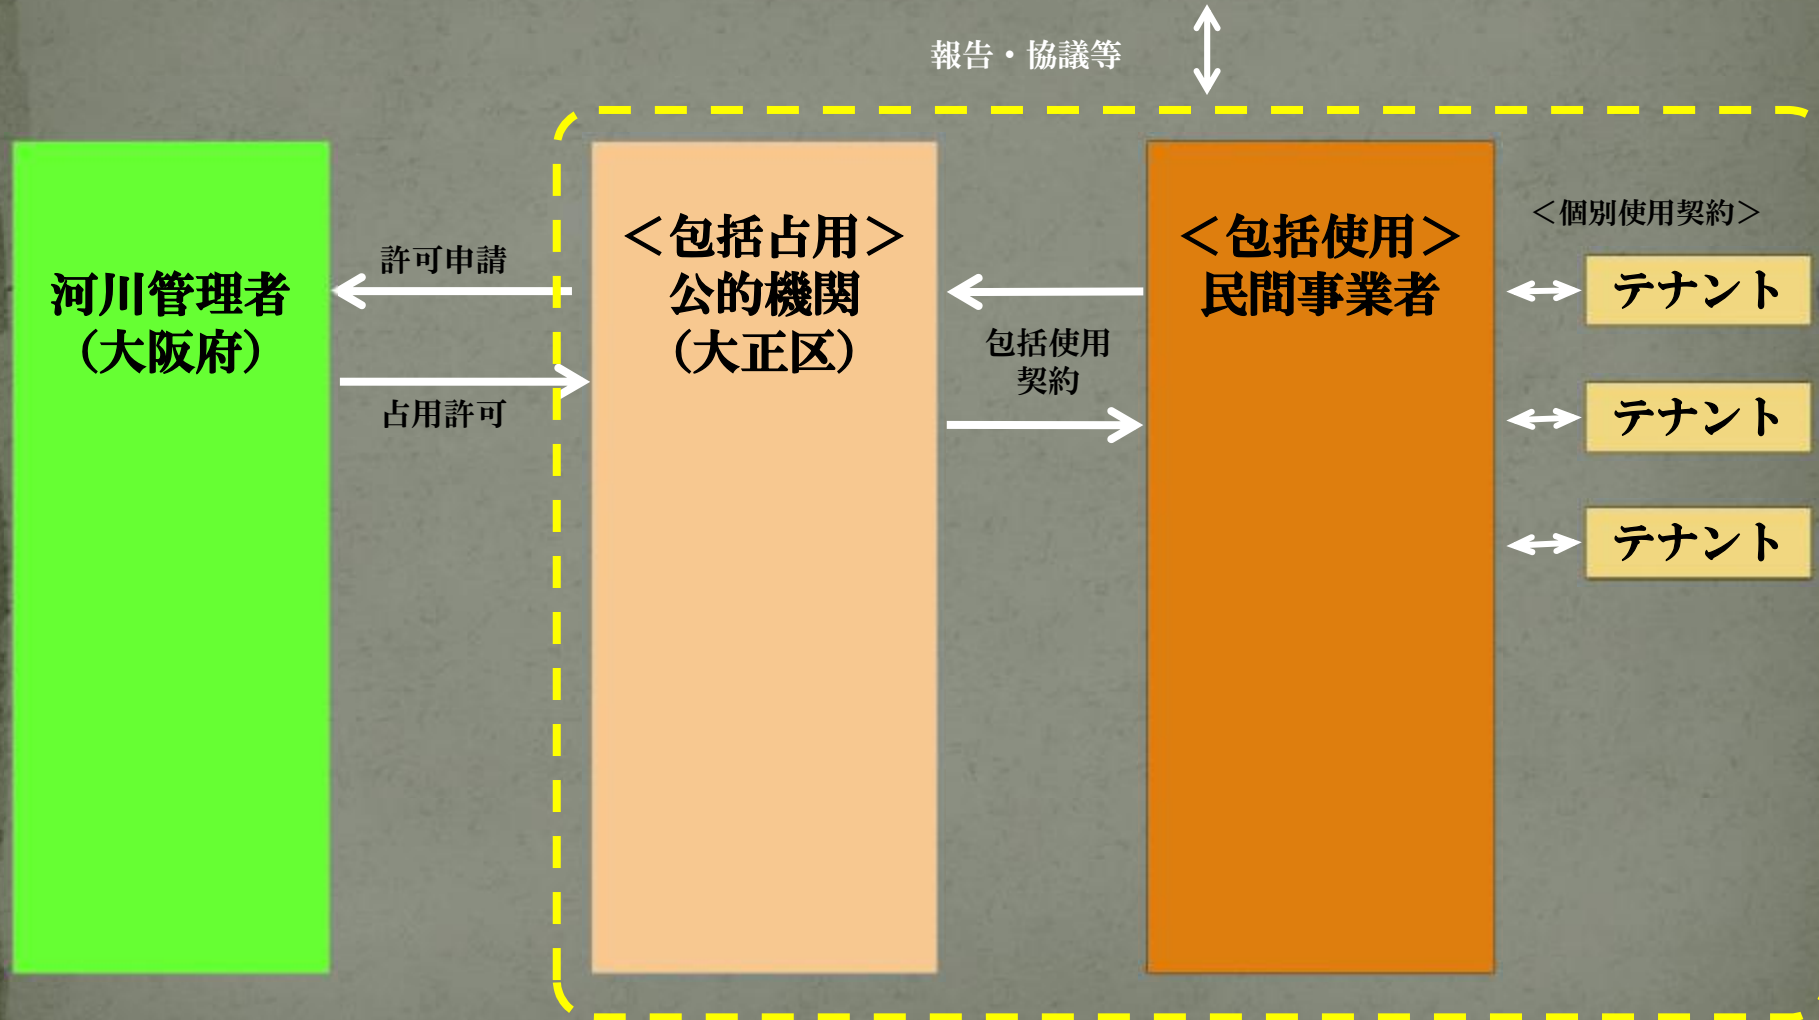 報告・協議等
河川管理者
（大阪府）
許可申請
占用許可
＜包括占用＞
公的機関
（大正区）
包括使用
契約
＜包括使用＞
民間事業者
＜個別使用契約＞
テナント
テナント
テナント